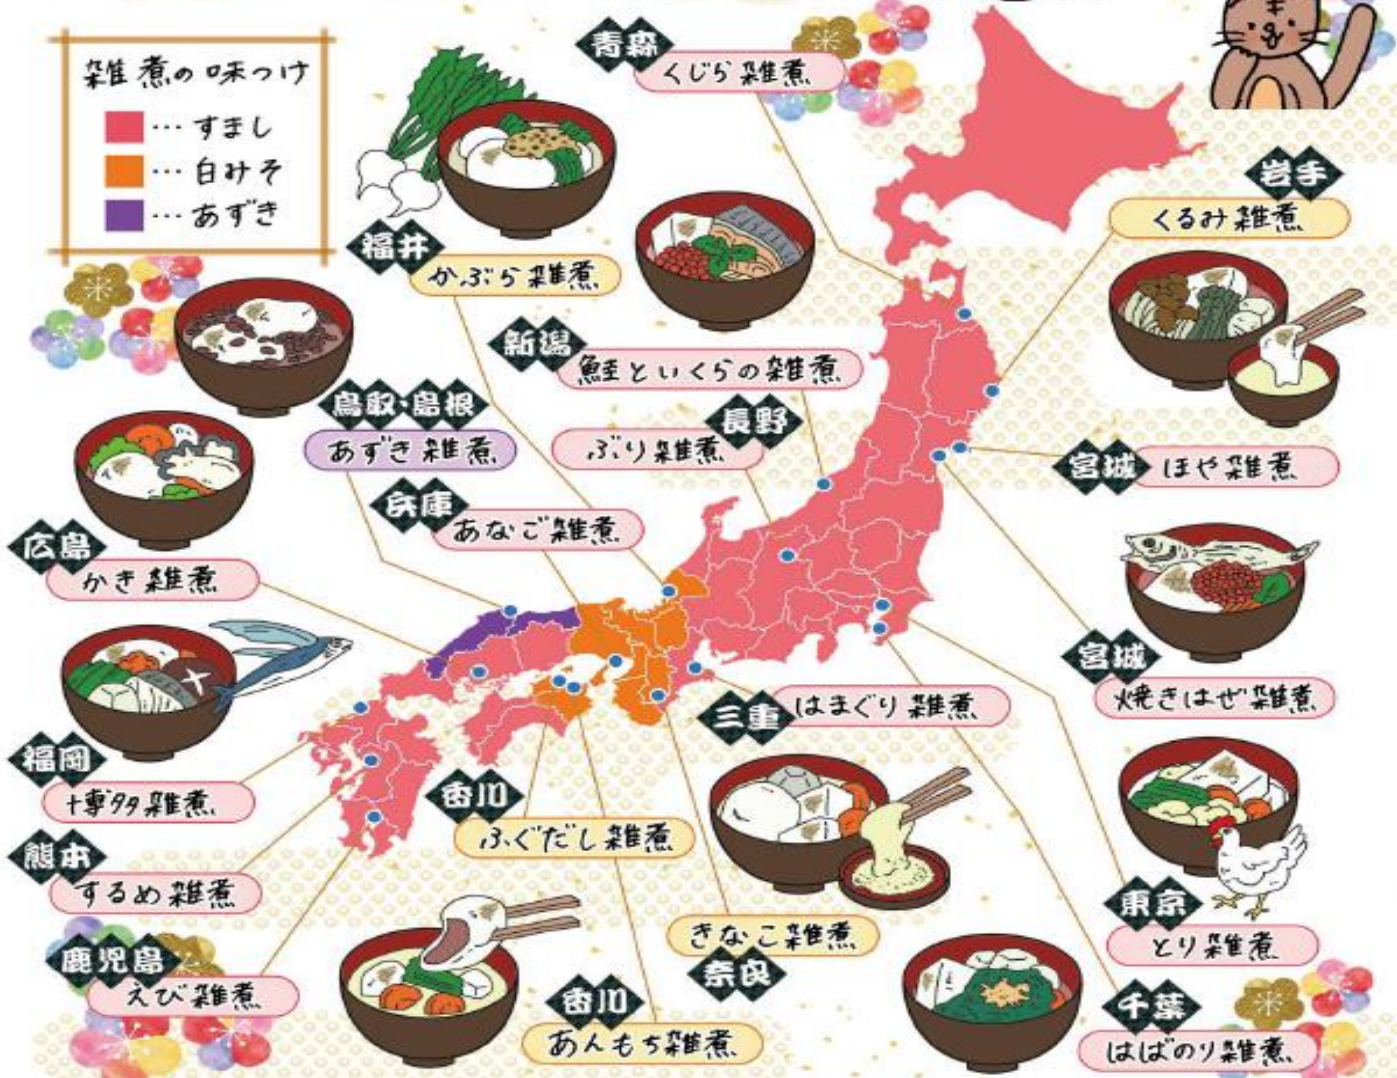 雑煮の味つけ
…すまし
…白みそ
…あずき
青森
くじら雑煮
岩手
くるみ雑煮
福井
かぶら雑煮
新潟
鮭といくらの雑煮
長野
ぶり雑煮
鳥取・島根
あずき雑煮
兵庫
あなご雑煮
宮城
ほや雑煮
広島
かき雑煮
宮城
焼きはぜ雑煮
三重
はまぐり雑煮
福岡
博多雑煮
香川
ふぐだし雑煮
熊本
するめ雑煮
東京
とり雑煮
きなこ雑煮
奈良
鹿児島
えび雑煮
香川
あんもち雑煮
千葉
はばのり雑煮